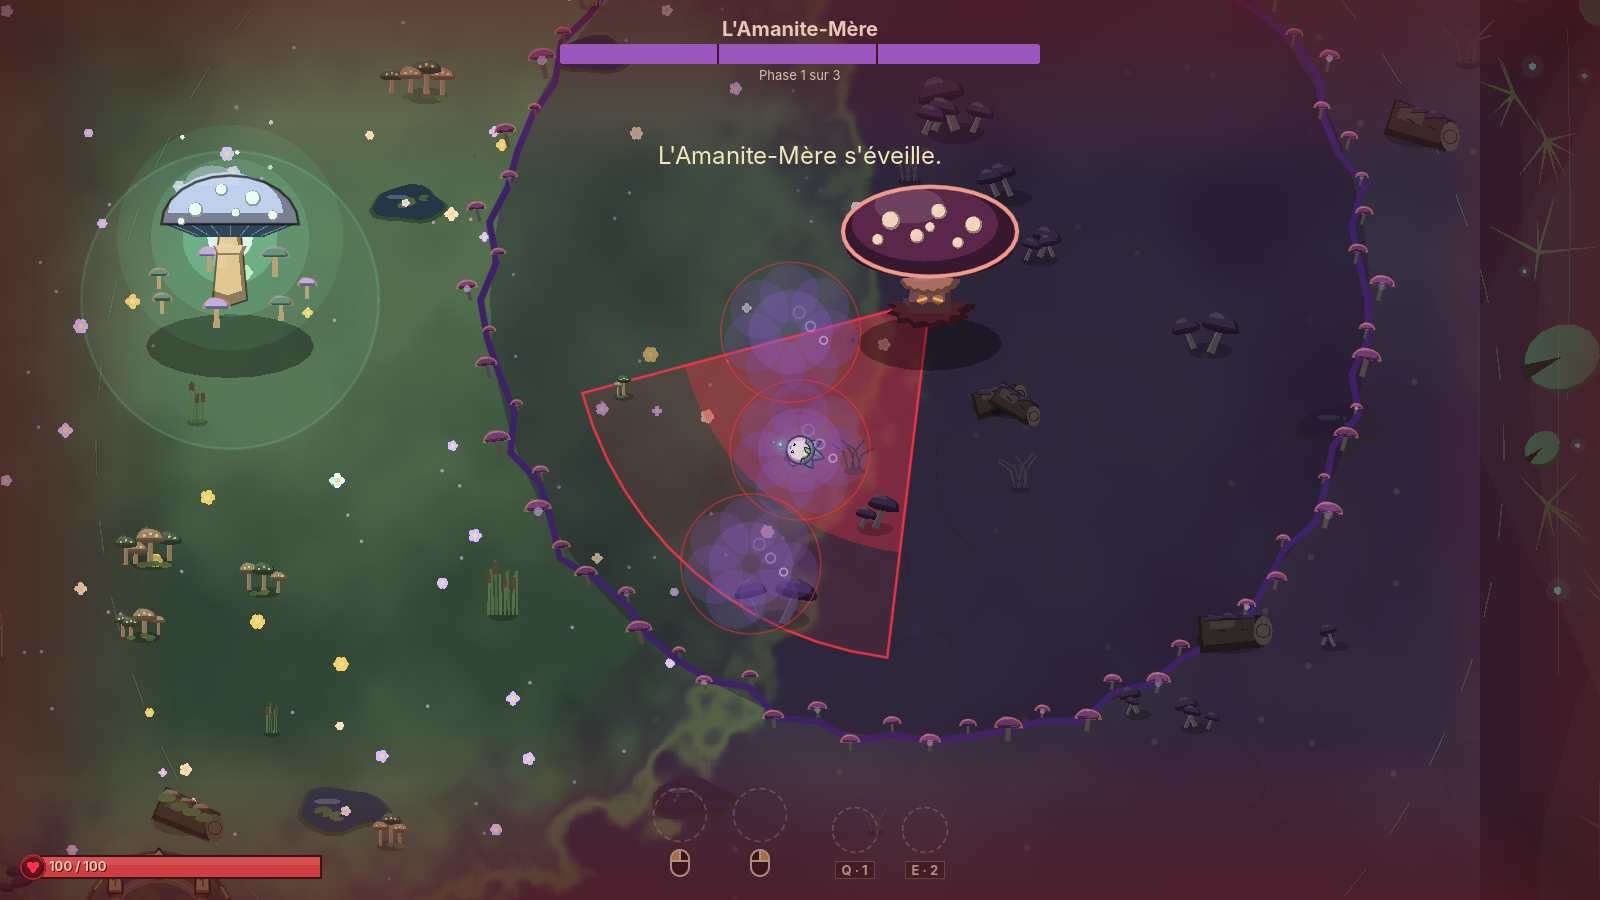 L'Amanite-Mère
Phase 1 sur 3
L'Amanite-Mère s'éveille.
100 / 100
Q · 1
E · 2